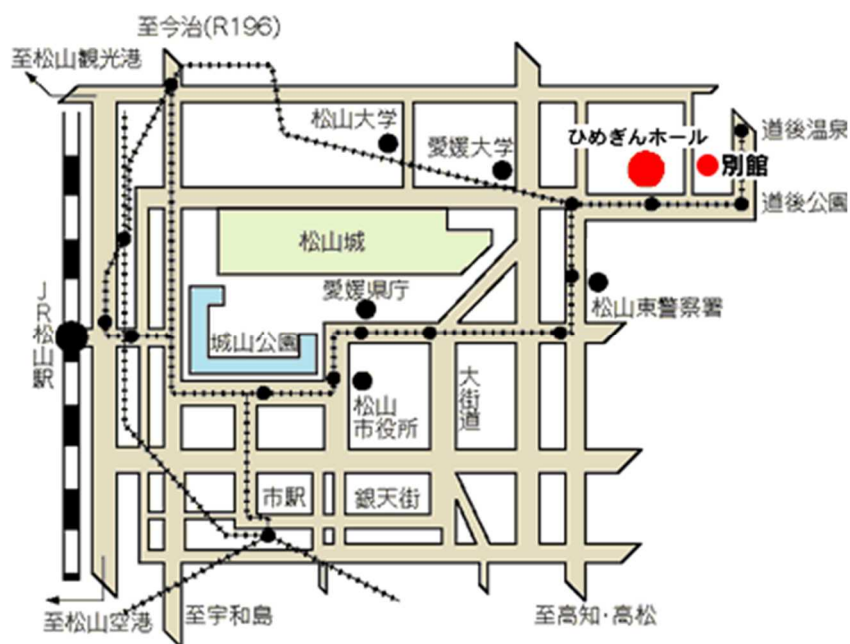 至今治(R196)
至松山観光港
松山大学
愛媛大学
ひめぎんホール
別館
道後温泉
道後公園
松山城
愛媛県庁
松山東警察署
JR松山駅
城山公園
大街道
松山
市役所
市駅
銀天街
至松山空港
至宇和島
至高知・高松